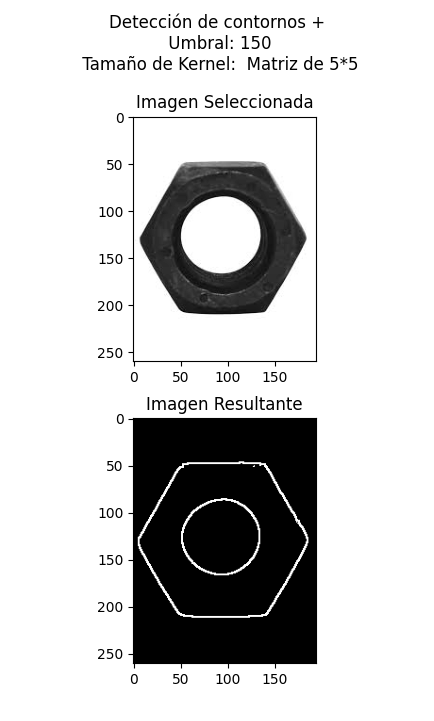 Detección de contornos +
Umbral: 150
Tamaño de Kernel:  Matriz de 5*5
Imagen Seleccionada
0
50
100
150
200
250
0 50 100 150
Imagen Resultante
0
50
100
150
200
250
0 50 100 150